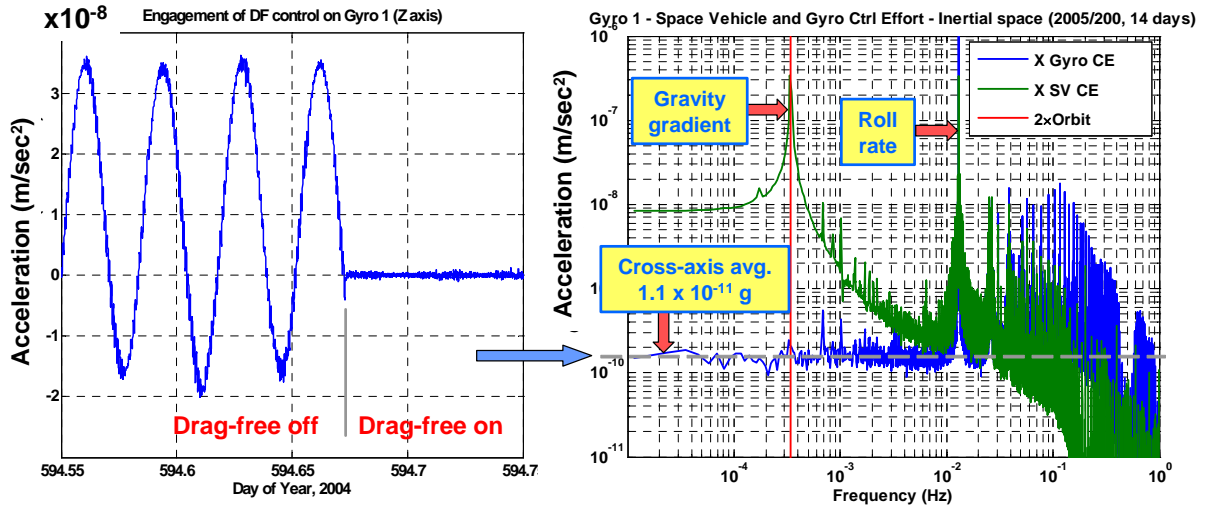 x10-8
Engagement of DF control on Gyro 1 (Z axis)
Acceleration (m/sec2)
3
2
1
0
-1
-2
Drag-free off
Drag-free on
594.55
594.6
594.65
594.7
Day of Year, 2004
Gyro 1 - Space Vehicle and Gyro Ctrl Effort - Inertial space (2005/200, 14 days)
Acceleration (m/sec2)
10-6
10-7
10-8
10-10
10-11
X Gyro CE
X SV CE
2xOrbit
Gravity
gradient
Roll
rate
Cross-axis avg.
1.1 x 10-11 g
10-4
10-3
10-2
10-1
100
Frequency (Hz)